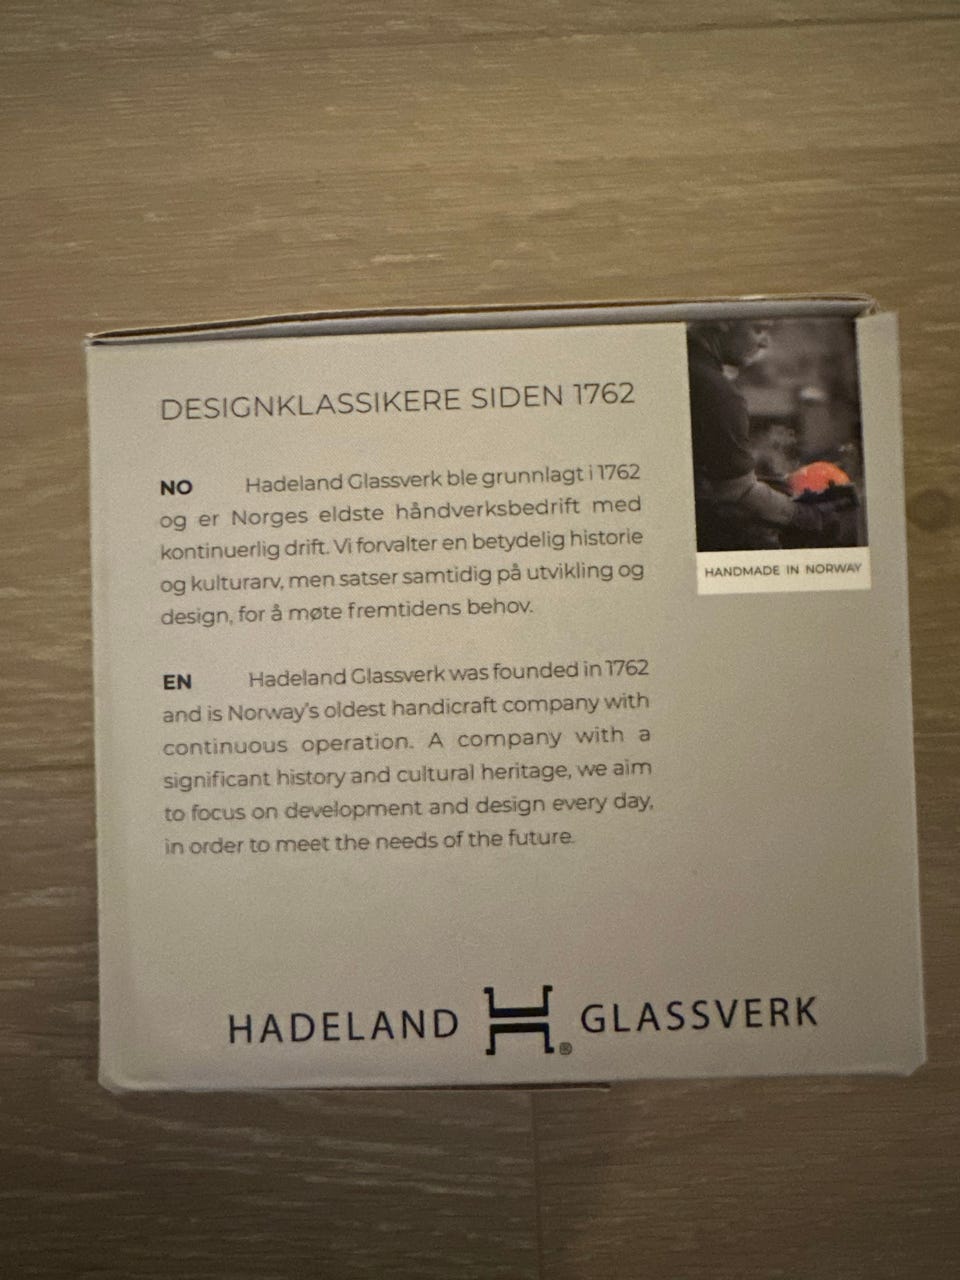 DESIGNKLASSIKERE SIDEN 1762
NO Hadeland Glassverk ble grunnlagt i 1762
og er Norges eldste håndverksbedrift med
kontinuerlig drift. Vi forvalter en betydelig historie
og kulturarv, men satser samtidig på utvikling og
design, for å møte fremtidens behov.
EN Hadeland Glassverk was founded in 1762
and is Norway's oldest handicraft company with
continuous operation. A company with a
significant history and cultural heritage, we aim
to focus on development and design every day,
in order to meet the needs of the future.
HANDMADE IN NORWAY
HADELAND H® GLASSVERK